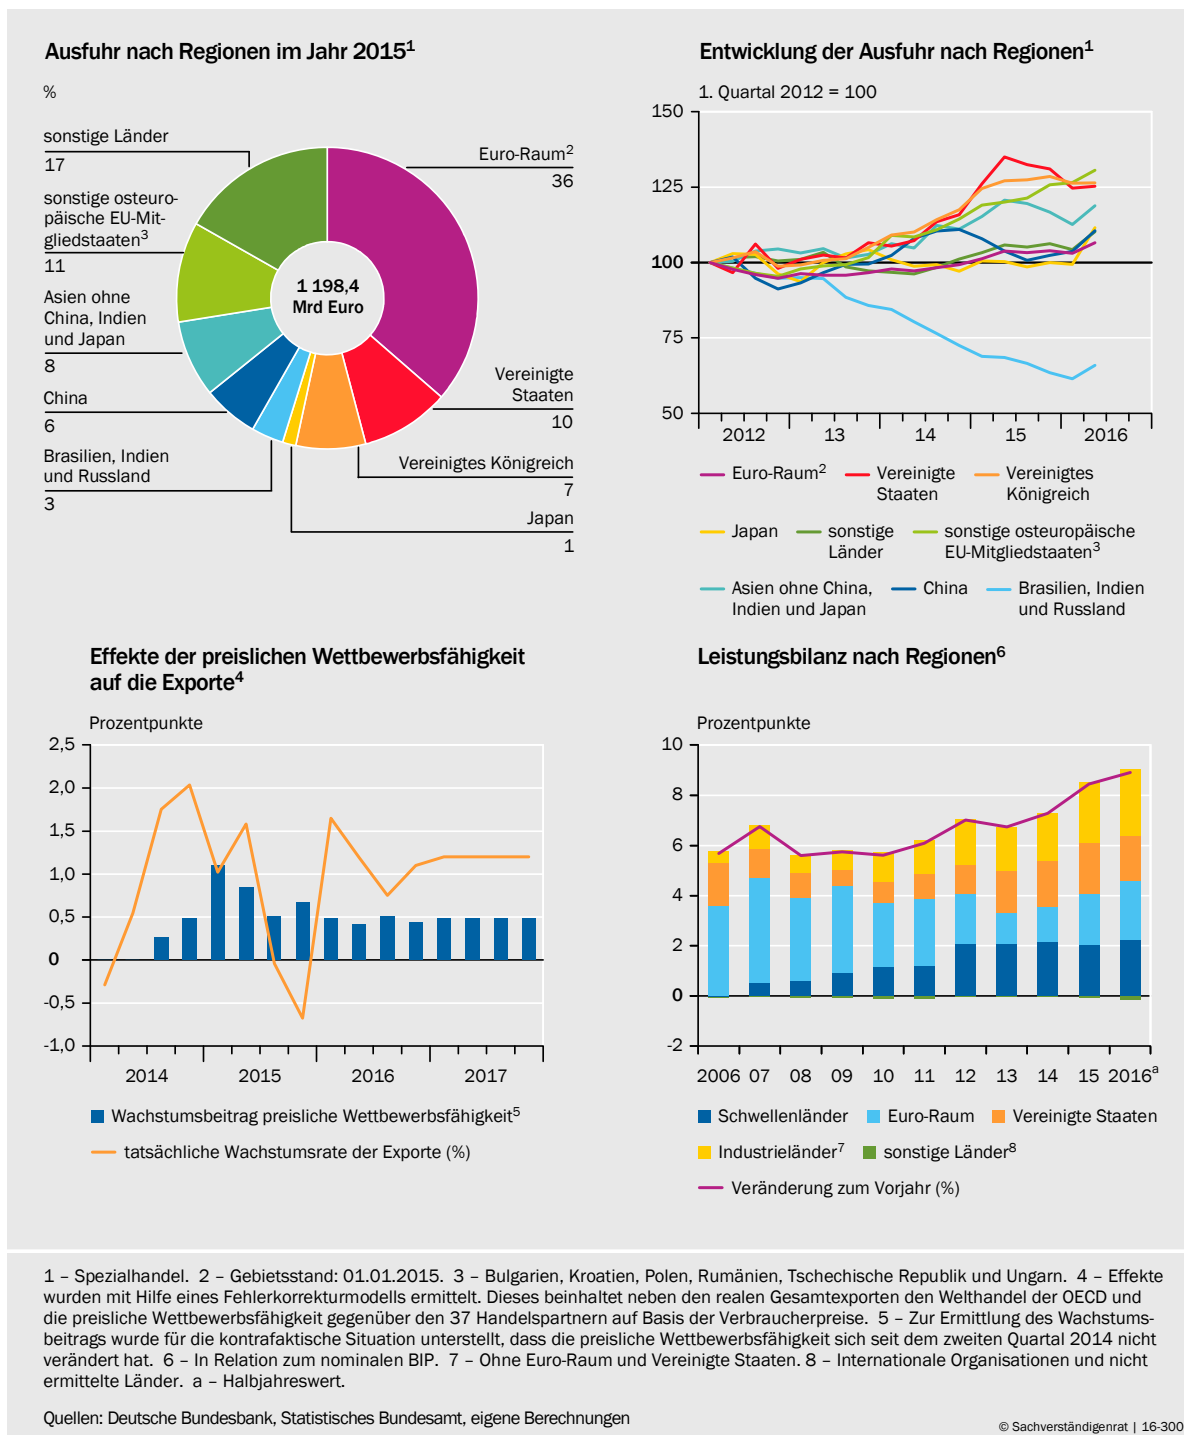 Ausfuhr nach Regionen im Jahr 2015¹
%
sonstige Länder
17
sonstige osteuro-
päische EU-Mit-
gliedstaaten³
11
Asien ohne
China, Indien
und Japan
8
China
6
Brasilien, Indien
und Russland
3
Euro-Raum²
36
Vereinigte
Staaten
10
Vereinigtes Königreich
7
Japan
1
1 198,4
Mrd Euro
Entwicklung der Ausfuhr nach Regionen¹
1. Quartal 2012 = 100
150
125
100
75
50
2012 13 14 15 2016
Euro-Raum² Vereinigte Staaten Vereinigtes Königreich
Japan sonstige Länder sonstige osteuropäische EU-Mitgliedstaaten³
Asien ohne China, Indien und Japan China Brasilien, Indien und Russland
Effekte der preislichen Wettbewerbsfähigkeit
auf die Exporte⁴
Prozentpunkte
2,5
2,0
1,5
1,0
0,5
0
-0,5
-1,0
2014 2015 2016 2017
Wachstumsbeitrag preisliche Wettbewerbsfähigkeit⁵
tatsächliche Wachstumsrate der Exporte (%)
Leistungsbilanz nach Regionen⁶
Prozentpunkte
10
8
6
4
2
0
-2
2006 07 08 09 10 11 12 13 14 15 2016ᵃ
Schwellenländer Euro-Raum Vereinigte Staaten
Industrieländer⁷ sonstige Länder⁸
Veränderung zum Vorjahr (%)
1 – Spezialhandel. 2 – Gebietsstand: 01.01.2015. 3 – Bulgarien, Kroatien, Polen, Rumänien, Tschechische Republik und Ungarn. 4 – Effekte
wurden mit Hilfe eines Fehlerkorrekturmodells ermittelt. Dieses beinhaltet neben den realen Gesamtexporten den Welthandel der OECD und
die preisliche Wettbewerbsfähigkeit gegenüber den 37 Handelspartnern auf Basis der Verbraucherpreise. 5 – Zur Ermittlung des Wachstums-
beitrags wurde für die kontrafaktische Situation unterstellt, dass die preisliche Wettbewerbsfähigkeit sich seit dem zweiten Quartal 2014 nicht
verändert hat. 6 – In Relation zum nominalen BIP. 7 – Ohne Euro-Raum und Vereinigte Staaten. 8 – Internationale Organisationen und nicht
ermittelte Länder. a – Halbjahreswert.
Quellen: Deutsche Bundesbank, Statistisches Bundesamt, eigene Berechnungen
© Sachverständigenrat | 16-300